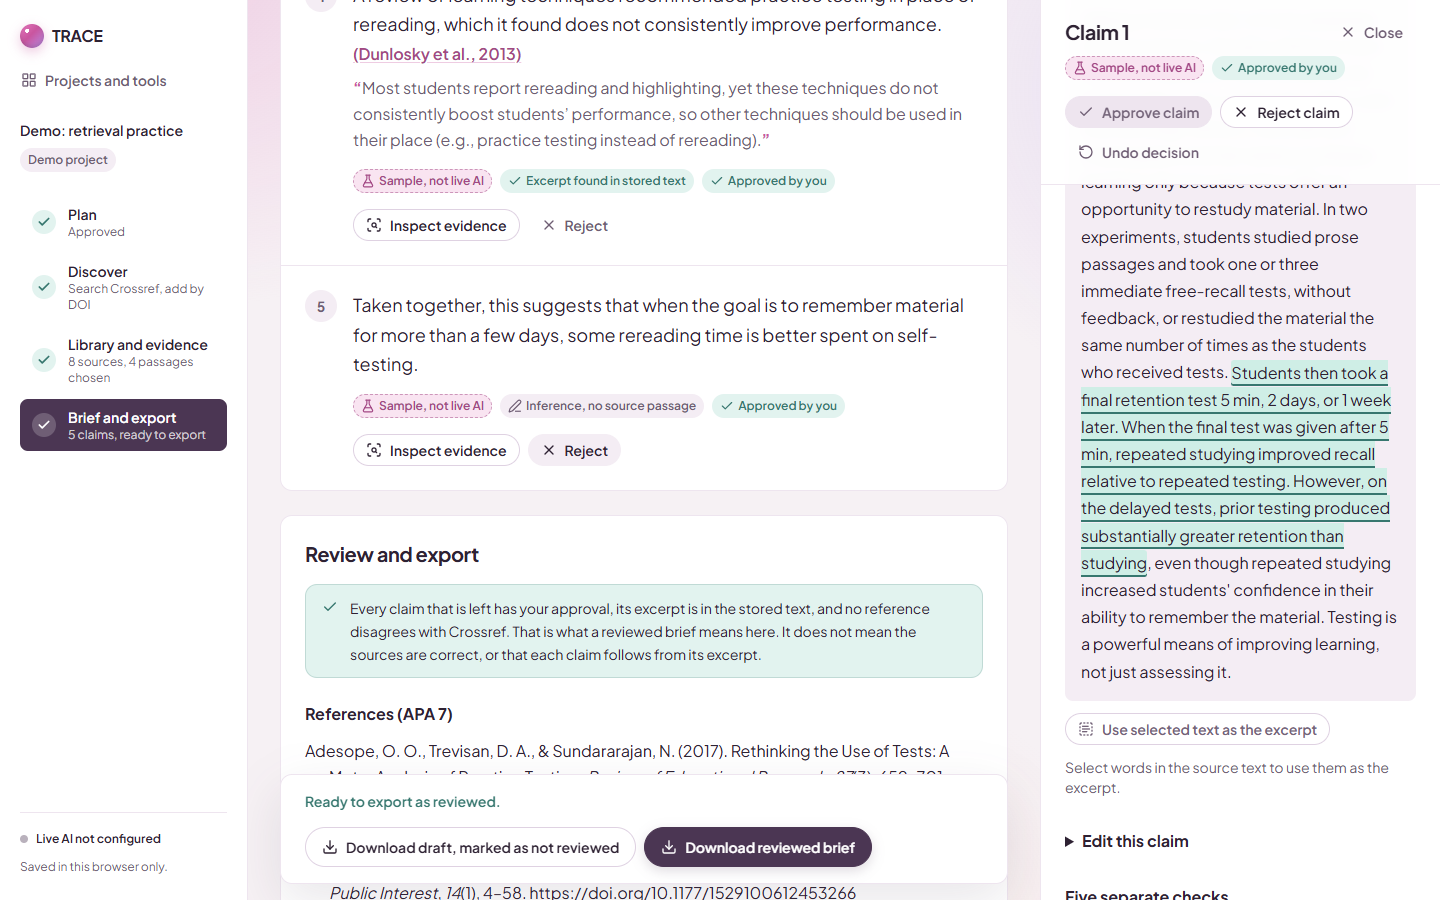 TRACE
Projects and tools
Demo: retrieval practice
Demo project
Plan
Approved
Discover
Search Crossref, add by
DOI
Library and evidence
8 sources, 4 passages
chosen
Brief and export
5 claims, ready to export
Live AI not configured
Saved in this browser only.
rereading, which it found does not consistently improve performance.
(Dunlosky et al., 2013)
“Most students report rereading and highlighting, yet these techniques do not
consistently boost students’ performance, so other techniques should be used in
their place (e.g., practice testing instead of rereading).”
Sample, not live AI
Excerpt found in stored text
Approved by you
Inspect evidence
Reject
5
Taken together, this suggests that when the goal is to remember material
for more than a few days, some rereading time is better spent on self-
testing.
Sample, not live AI
Inference, no source passage
Approved by you
Inspect evidence
Reject
Review and export
Every claim that is left has your approval, its excerpt is in the stored text, and no reference
disagrees with Crossref. That is what a reviewed brief means here. It does not mean the
sources are correct, or that each claim follows from its excerpt.
References (APA 7)
Adesope, O. O., Trevisan, D. A., & Sundararajan, N. (2017). Rethinking the Use of Tests: A
Ready to export as reviewed.
Download draft, marked as not reviewed
Download reviewed brief
Public Interest, 14(1), 4–58. https://doi.org/10.1177/1529100612453266
Claim 1
Close
Sample, not live AI
Approved by you
Approve claim
Reject claim
Undo decision
opportunity to restudy material. In two
experiments, students studied prose
passages and took one or three
immediate free-recall tests, without
feedback, or restudied the material the
same number of times as the students
who received tests. Students then took a
final retention test 5 min, 2 days, or 1 week
later. When the final test was given after 5
min, repeated studying improved recall
relative to repeated testing. However, on
the delayed tests, prior testing produced
substantially greater retention than
studying, even though repeated studying
increased students' confidence in their
ability to remember the material. Testing is
a powerful means of improving learning,
not just assessing it.
Use selected text as the excerpt
Select words in the source text to use them as the
excerpt.
Edit this claim
Five separate checks